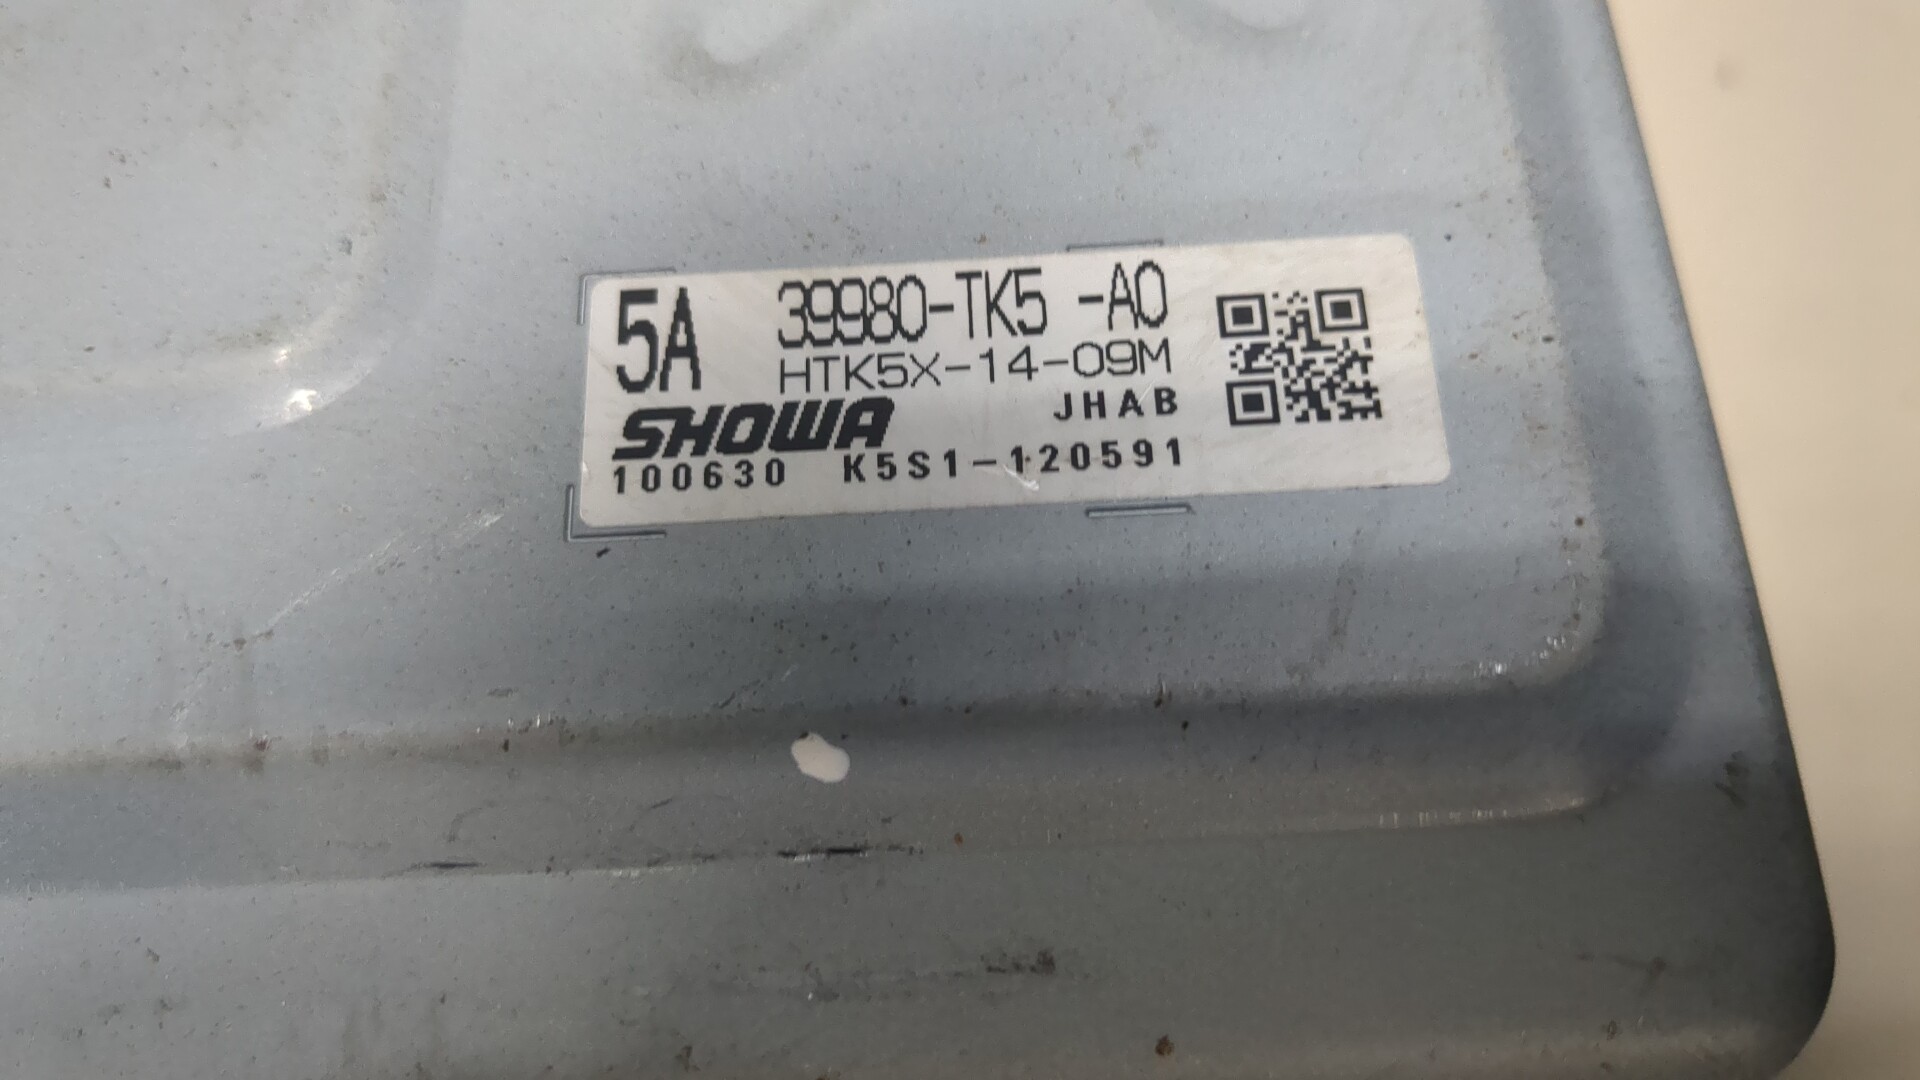 5A 39980-TK5 -A0
HTK5X-14-09M
SHOWA JHAB
100630 K5S1-120591